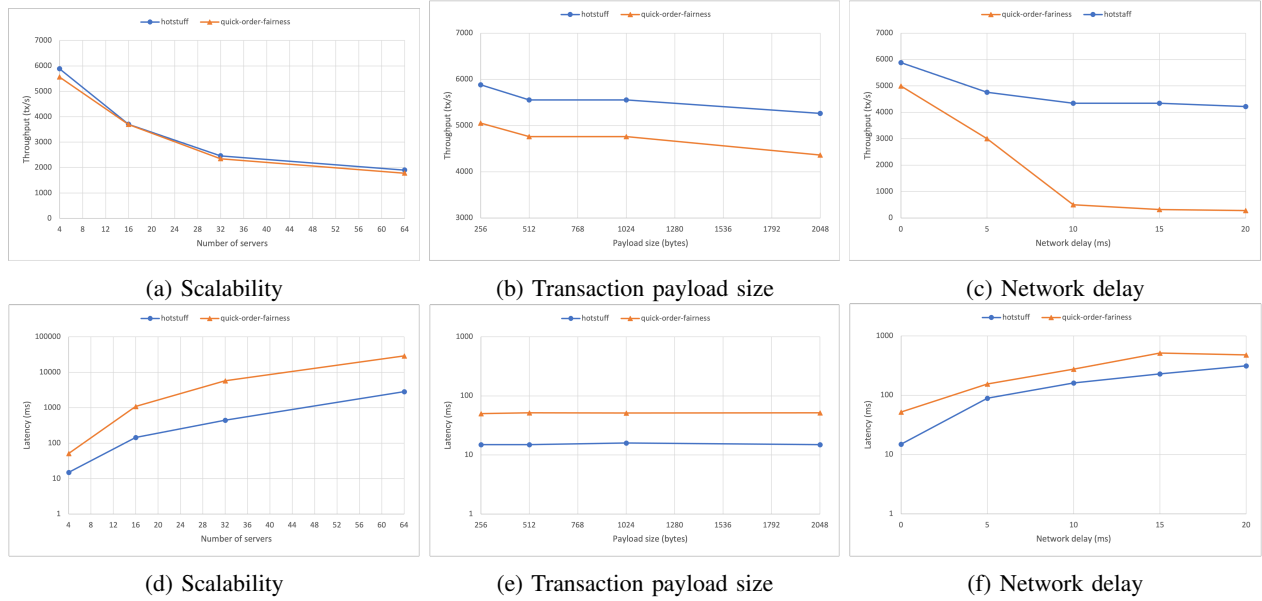 hotstuff quick-order-fairness
7000
6000
5000
4000
3000
2000
1000
0
Throughput (tx/s)
4 8 12 16 20 24 28 32 36 40 44 48 52 56 60 64
Number of servers
(a) Scalability
hotstuff quick-order-fairness
7000
6000
5000
4000
3000
Throughput (tx/s)
256 512 768 1024 1280 1536 1792 2048
Payload size (bytes)
(b) Transaction payload size
quick-order-fariness hotstaff
7000
6000
5000
4000
3000
2000
1000
0
Throughput (tx/s)
0 5 10 15 20
Network delay (ms)
(c) Network delay
hotstuff quick-order-fairness
100000
10000
1000
100
10
1
Latency (ms)
4 8 12 16 20 24 28 32 36 40 44 48 52 56 60 64
Number of servers
(d) Scalability
hotstuff quick-order-fairness
1000
100
10
1
Latency (ms)
256 512 768 1024 1280 1536 1792 2048
Payload size (bytes)
(e) Transaction payload size
hotstuff quick-order-fariness
1000
100
10
1
Latency (ms)
0 5 10 15 20
Network delay (ms)
(f) Network delay